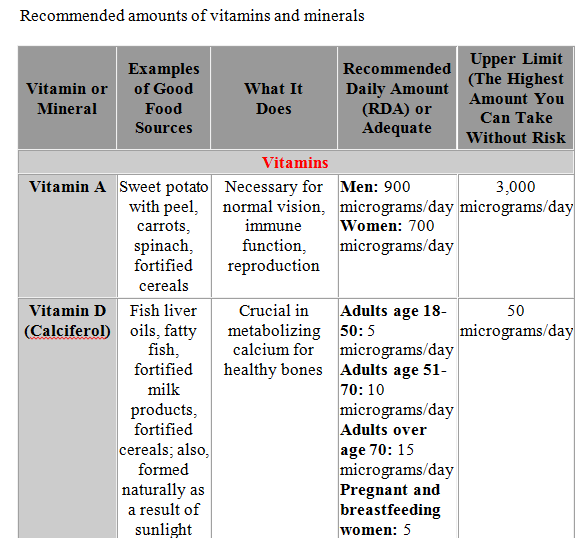 Recommended amounts of vitamins and minerals
Vitamin or
Mineral
Examples
of Good
Food
Sources
What It
Does
Recommended
Daily Amount
(RDA) or
Adequate
Upper Limit
(The Highest
Amount You
Can Take
Without Risk
Vitamins
Vitamin A
Sweet potato
with peel,
carrots,
spinach,
fortified
cereals
Necessary for
normal vision,
immune
function,
reproduction
Men: 900
micrograms/day
Women: 700
micrograms/day
3,000
micrograms/day
Vitamin D
(Calciferol)
Fish liver
oils, fatty
fish,
fortified
milk
products,
fortified
cereals; also,
formed
naturally as
a result of
sunlight
Crucial in
metabolizing
calcium for
healthy bones
Adults age 18-
50: 5
micrograms/day
Adults age 51-
70: 10
micrograms/day
Adults over
age 70: 15
micrograms/day
Pregnant and
breastfeeding
women: 5
50
micrograms/day